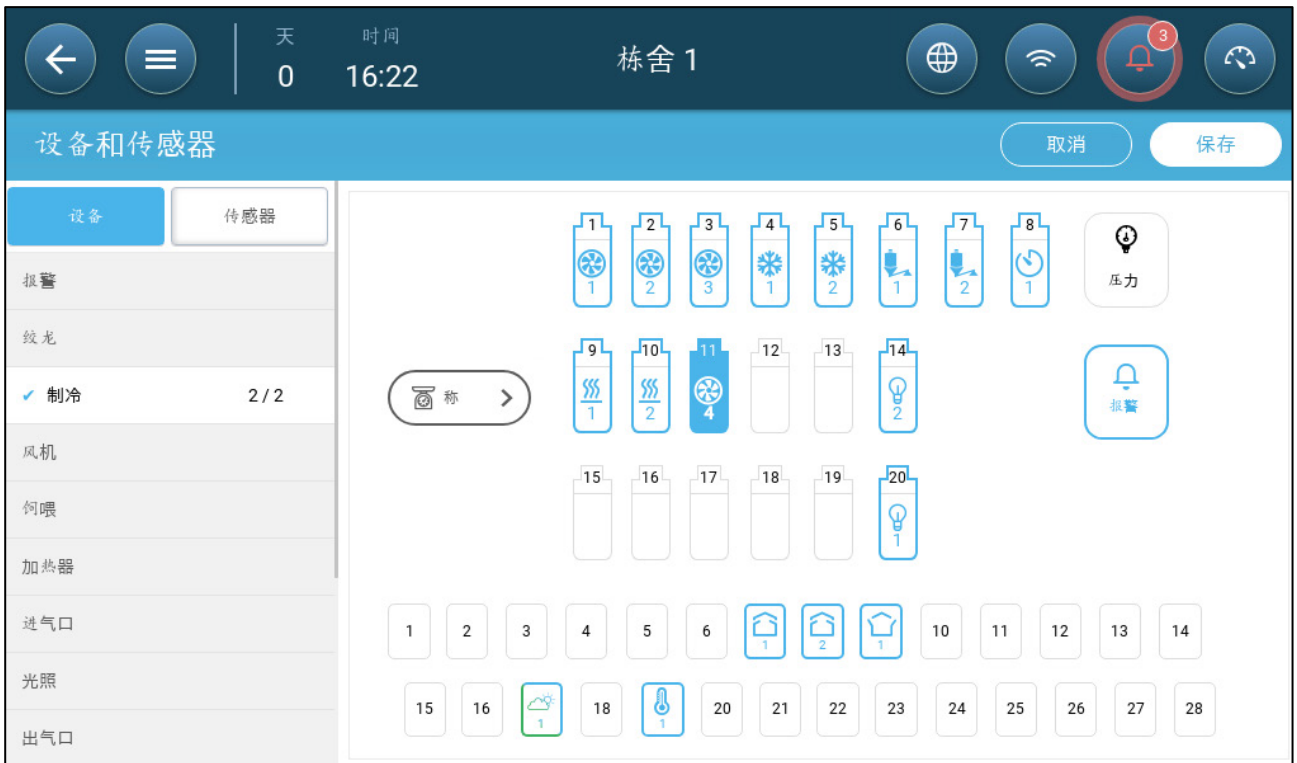 天 时间 栋舍 1 3
0 16:22
设备和传感器 取消 保存
设备 传感器
报警
绞龙
✓ 制冷 2 / 2
风机
伺喂
加热器
进气口
光照
出气口
1 2 3 4 5 6 7 8
1 2 3 1 2 1 2 1
压力
9 10 11 12 13 14
1 2 4 2
称
报警
15 16 17 18 19 20
1
1 2 3 4 5 6 1 2 1 10 11 12 13 14
15 16 1 18 1 20 21 22 23 24 25 26 27 28